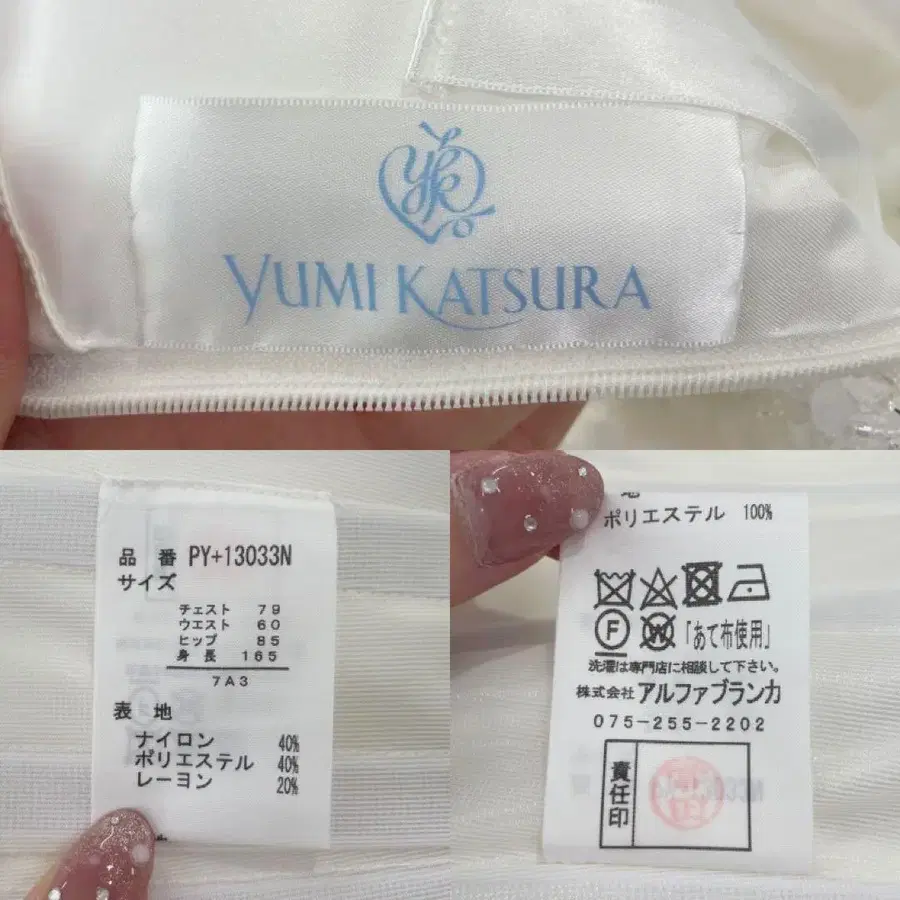 yk
YUMI KATSURA
品番 PY+13033N
サイズ
チェスト 79
ウエスト 60
ヒップ 85
身長 165
7A3
表地
ナイロン 40%
ポリエステル 40%
レーヨン 20%
地
ポリエステル 100%
F W 「あて布使用」
洗濯は専門店に相談して下さい。
株式会社 アルファブランカ
075-255-2202
責任印